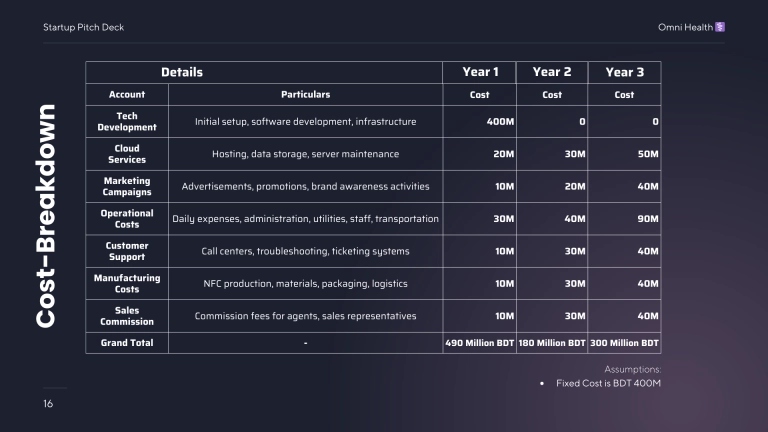 Startup Pitch Deck
Omni Health
Cost-Breakdown
Details Year 1 Year 2 Year 3
Account Particulars Cost Cost Cost
Tech
Development Initial setup, software development, infrastructure 400M 0 0
Cloud
Services Hosting, data storage, server maintenance 20M 30M 50M
Marketing
Campaigns Advertisements, promotions, brand awareness activities 10M 20M 40M
Operational
Costs Daily expenses, administration, utilities, staff, transportation 30M 40M 90M
Customer
Support Call centers, troubleshooting, ticketing systems 10M 30M 40M
Manufacturing
Costs NFC production, materials, packaging, logistics 10M 30M 40M
Sales
Commission Commission fees for agents, sales representatives 10M 30M 40M
Grand Total - 490 Million BDT 180 Million BDT 300 Million BDT
Assumptions:
• Fixed Cost is BDT 400M
16